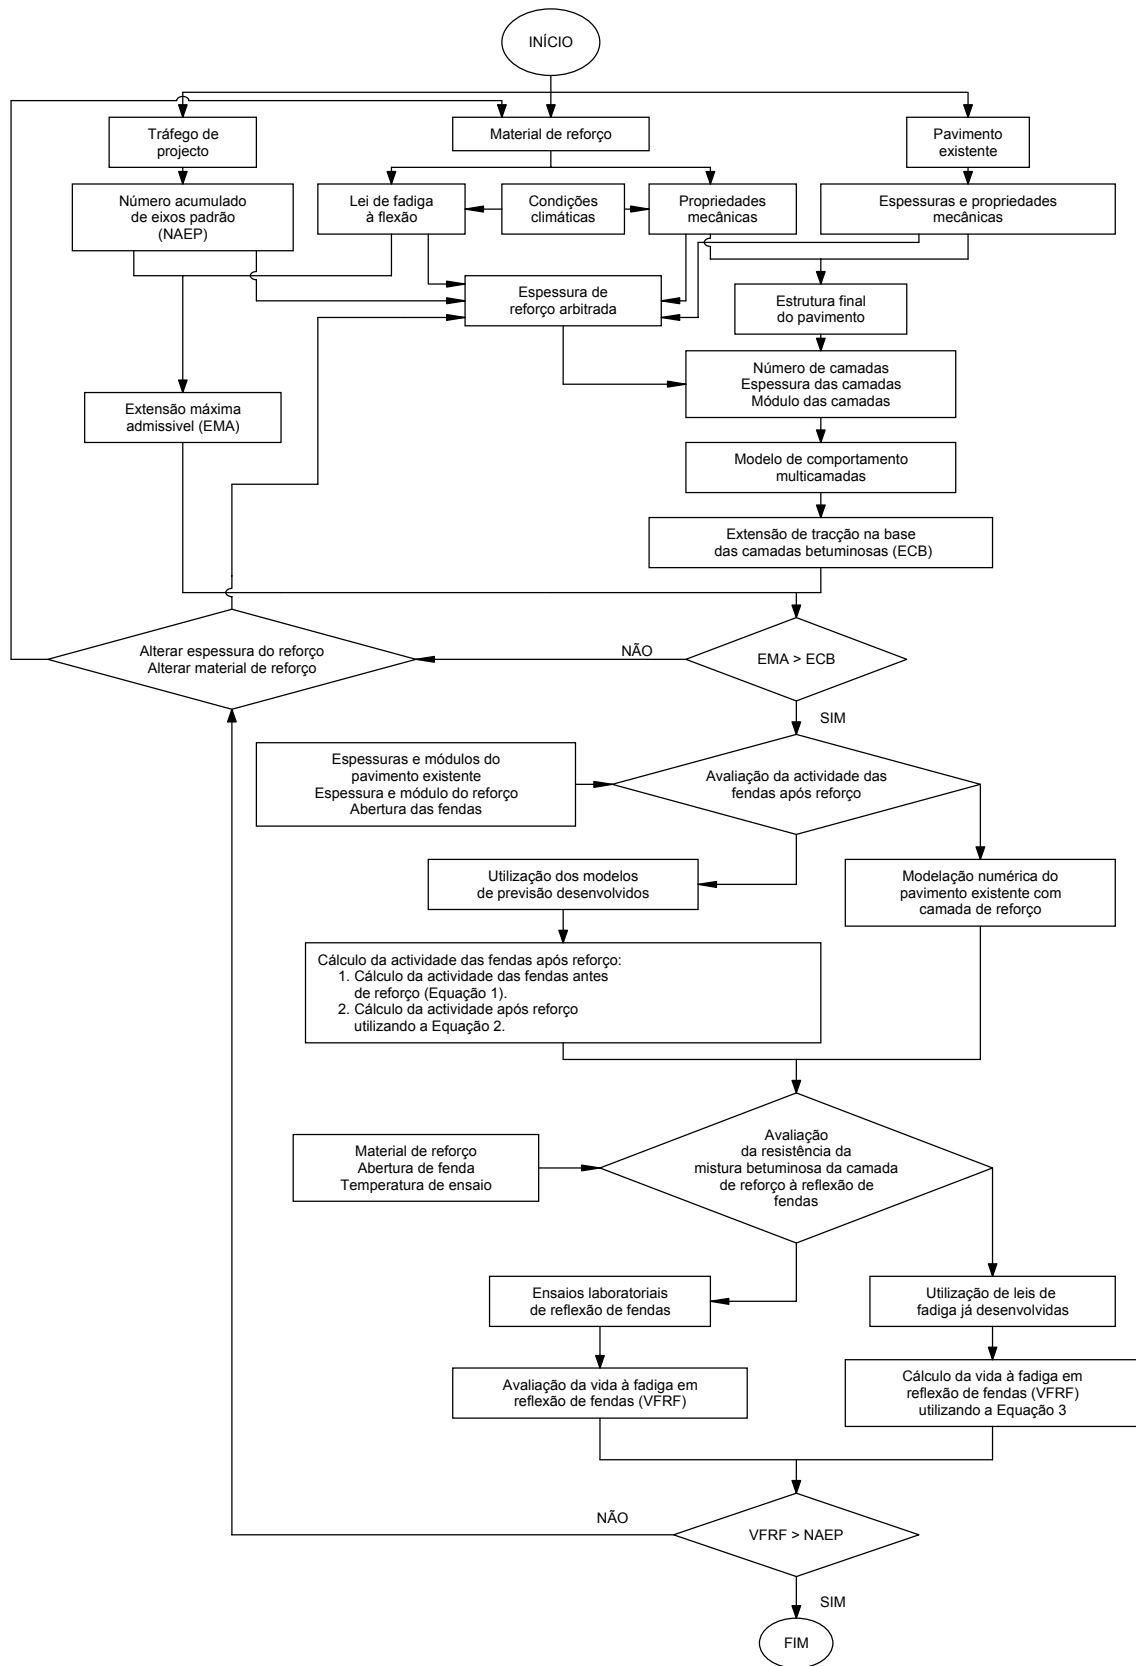 INÍCIO
Tráfego de
projecto
Material de reforço
Pavimento
existente
Número acumulado
de eixos padrão
(NAEP)
Lei de fadiga
à flexão
Condições
climáticas
Propriedades
mecânicas
Espessuras e propriedades
mecânicas
Espessura de
reforço arbitrada
Estrutura final
do pavimento
Número de camadas
Espessura das camadas
Módulo das camadas
Extensão máxima
admissivel (EMA)
Modelo de comportamento
multicamadas
Extensão de tracção na base
das camadas betuminosas (ECB)
Alterar espessura do reforço
Alterar material de reforço
NÃO
EMA > ECB
SIM
Espessuras e módulos do
pavimento existente
Espessura e módulo do reforço
Abertura das fendas
Avaliação da actividade das
fendas após reforço
Utilização dos modelos
de previsão desenvolvidos
Modelação numérica do
pavimento existente com
camada de reforço
Cálculo da actividade das fendas após reforço:
1. Cálculo da actividade das fendas antes
de reforço (Equação 1).
2. Cálculo da actividade após reforço
utilizando a Equação 2.
Material de reforço
Abertura de fenda
Temperatura de ensaio
Avaliação
da resistência da
mistura betuminosa da camada
de reforço à reflexão de
fendas
Ensaios laboratoriais
de reflexão de fendas
Utilização de leis de
fadiga já desenvolvidas
Avaliação da vida à fadiga em
reflexão de fendas (VFRF)
Cálculo da vida à fadiga em
reflexão de fendas (VFRF)
utilizando a Equação 3
NÃO
VFRF > NAEP
SIM
FIM